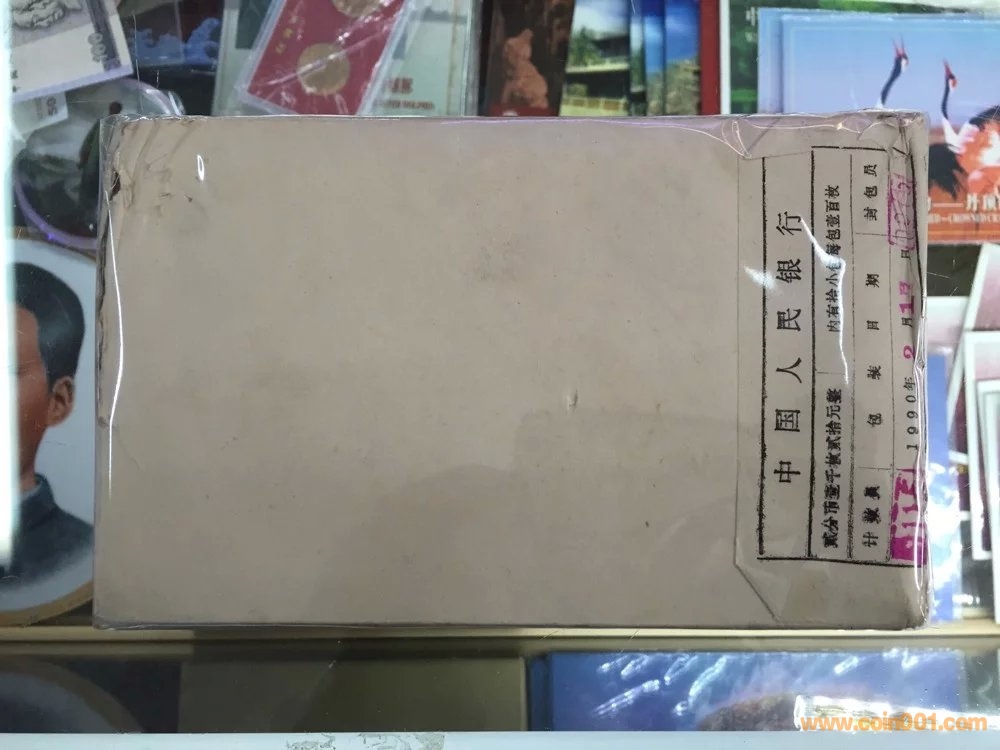 中国人民银行
贰分币壹千枚贰拾元整
内有拾小包每包壹百枚
计数员
包装日期
封包员
1990年2月1日
www.coin001.com